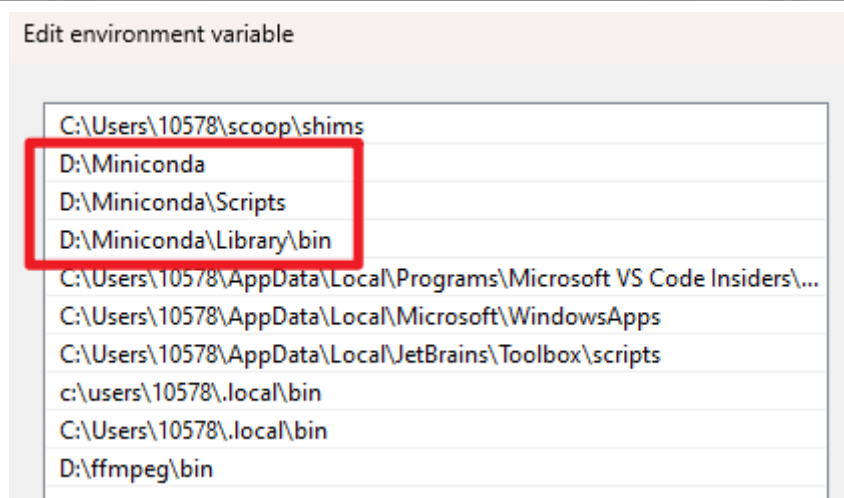 Edit environment variable
C:\Users\10578\scoop\shims
D:\Miniconda
D:\Miniconda\Scripts
D:\Miniconda\Library\bin
C:\Users\10578\AppData\Local\Programs\Microsoft VS Code Insiders\...
C:\Users\10578\AppData\Local\Microsoft\WindowsApps
C:\Users\10578\AppData\Local\JetBrains\Toolbox\scripts
c:\users\10578\.local\bin
C:\Users\10578\.local\bin
D:\ffmpeg\bin